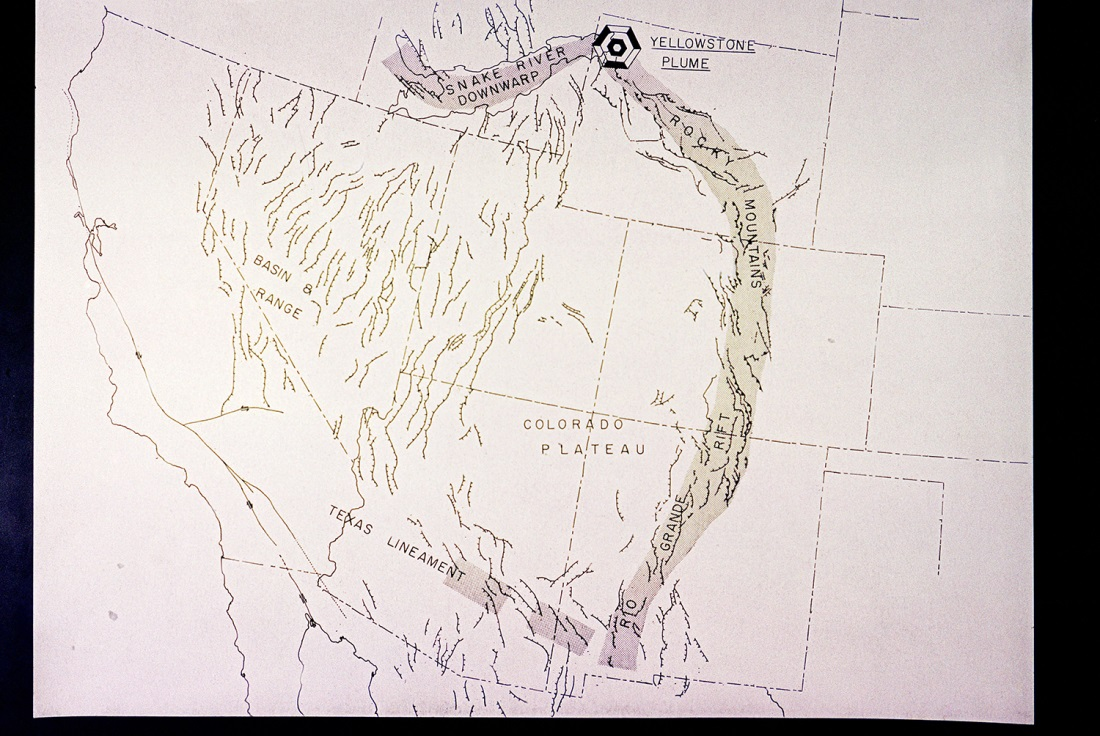 YELLOWSTONE
PLUME
SNAKE RIVER
DOWNWARP
ROCKY
MOUNTAINS
BASIN &
RANGE
COLORADO
PLATEAU
RIO GRANDE RIFT
TEXAS LINEAMENT